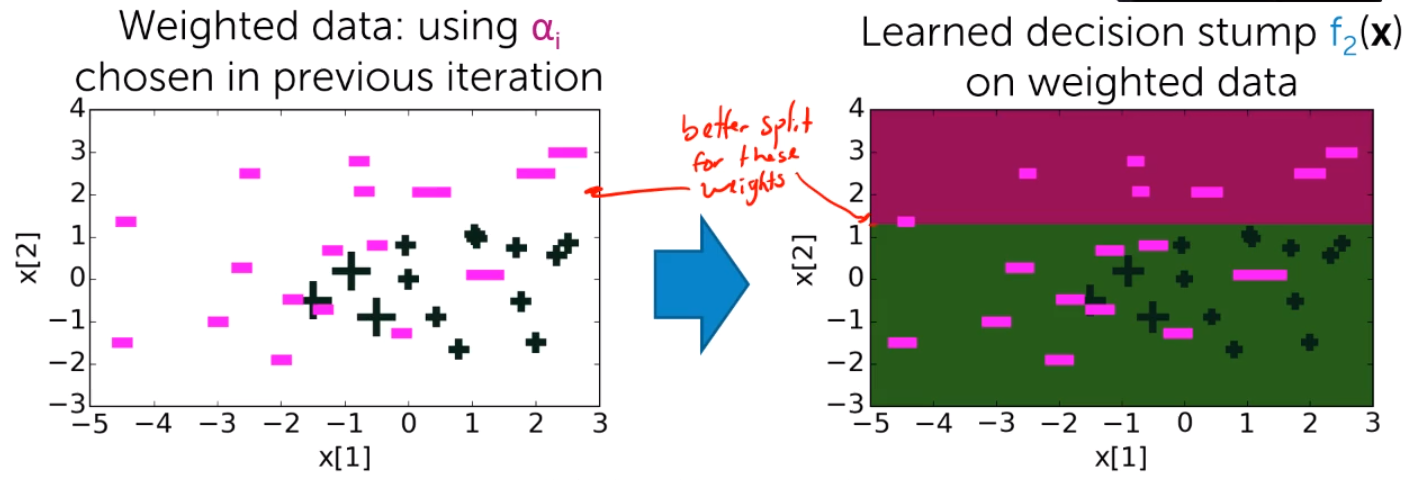 Weighted data: using αᵢ
chosen in previous iteration
4
3
2
1
0
−1
−2
−3
x[2]
−5 −4 −3 −2 −1 0 1 2 3
x[1]
better split
for these
weights
Learned decision stump f₂(x)
on weighted data
4
3
2
1
0
−1
−2
−3
x[2]
−5 −4 −3 −2 −1 0 1 2 3
x[1]